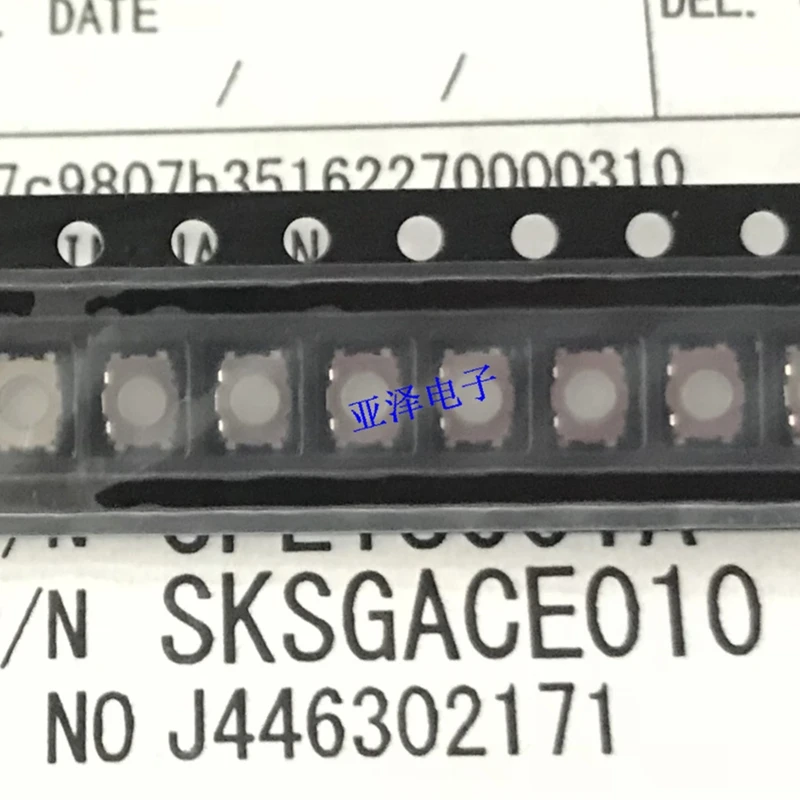 DATE
DEL.
/ /
7c9807b35162270000310
N
亚泽电子
/N SKSGACE010
NO J446302171